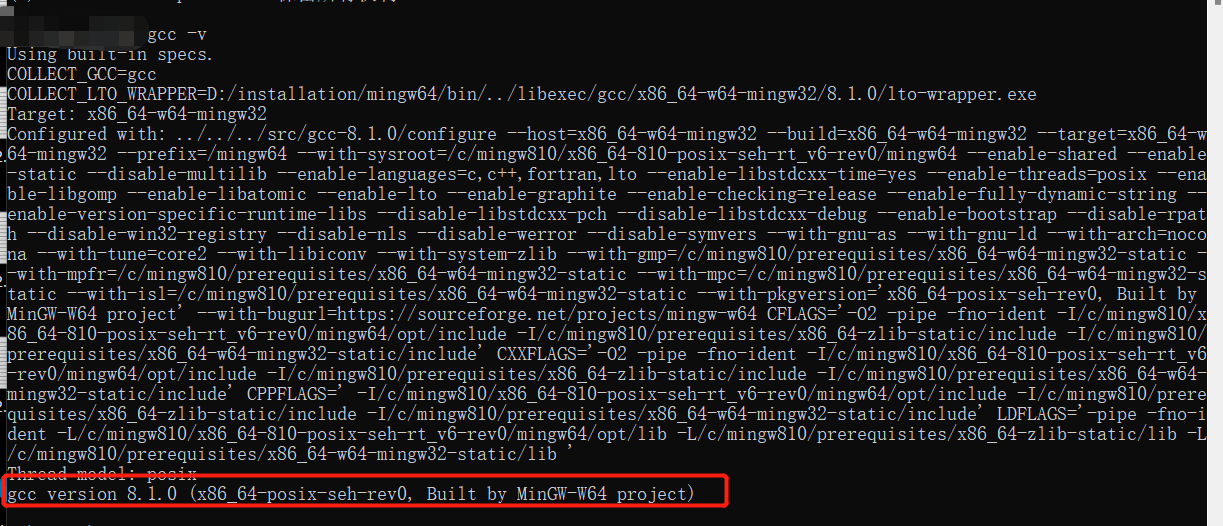 gcc -v
Using built-in specs.
COLLECT_GCC=gcc
COLLECT_LTO_WRAPPER=D:/installation/mingw64/bin/../libexec/gcc/x86_64-w64-mingw32/8.1.0/lto-wrapper.exe
Target: x86_64-w64-mingw32
Configured with: ../../../src/gcc-8.1.0/configure --host=x86_64-w64-mingw32 --build=x86_64-w64-mingw32 --target=x86_64-w
64-mingw32 --prefix=/mingw64 --with-sysroot=/c/mingw810/x86_64-810-posix-seh-rt_v6-rev0/mingw64 --enable-shared --enable
-static --disable-multilib --enable-languages=c,c++,fortran,lto --enable-libstdcxx-time=yes --enable-threads=posix --ena
ble-libgomp --enable-libatomic --enable-lto --enable-graphite --enable-checking=release --enable-fully-dynamic-string --
enable-version-specific-runtime-libs --disable-libstdcxx-pch --disable-libstdcxx-debug --enable-bootstrap --disable-rpat
h --disable-win32-registry --disable-nls --disable-werror --disable-symvers --with-gnu-as --with-gnu-ld --with-arch=noco
na --with-tune=core2 --with-libiconv --with-system-zlib --with-gmp=/c/mingw810/prerequisites/x86_64-w64-mingw32-static -
-with-mpfr=/c/mingw810/prerequisites/x86_64-w64-mingw32-static --with-mpc=/c/mingw810/prerequisites/x86_64-w64-mingw32-s
tatic --with-isl=/c/mingw810/prerequisites/x86_64-w64-mingw32-static --with-pkgversion='x86_64-posix-seh-rev0, Built by
MinGW-W64 project' --with-bugurl=https://sourceforge.net/projects/mingw-w64 CFLAGS='-O2 -pipe -fno-ident -I/c/mingw810/x
86_64-810-posix-seh-rt_v6-rev0/mingw64/opt/include -I/c/mingw810/prerequisites/x86_64-zlib-static/include -I/c/mingw810/
prerequisites/x86_64-w64-mingw32-static/include' CXXFLAGS='-O2 -pipe -fno-ident -I/c/mingw810/x86_64-810-posix-seh-rt_v6
-rev0/mingw64/opt/include -I/c/mingw810/prerequisites/x86_64-zlib-static/include -I/c/mingw810/prerequisites/x86_64-w64-
mingw32-static/include' CPPFLAGS=' -I/c/mingw810/x86_64-810-posix-seh-rt_v6-rev0/mingw64/opt/include -I/c/mingw810/prere
quisites/x86_64-zlib-static/include -I/c/mingw810/prerequisites/x86_64-w64-mingw32-static/include' LDFLAGS='-pipe -fno-i
dent -L/c/mingw810/x86_64-810-posix-seh-rt_v6-rev0/mingw64/opt/lib -L/c/mingw810/prerequisites/x86_64-zlib-static/lib -L
/c/mingw810/prerequisites/x86_64-w64-mingw32-static/lib '
Thread model: posix
gcc version 8.1.0 (x86_64-posix-seh-rev0, Built by MinGW-W64 project)